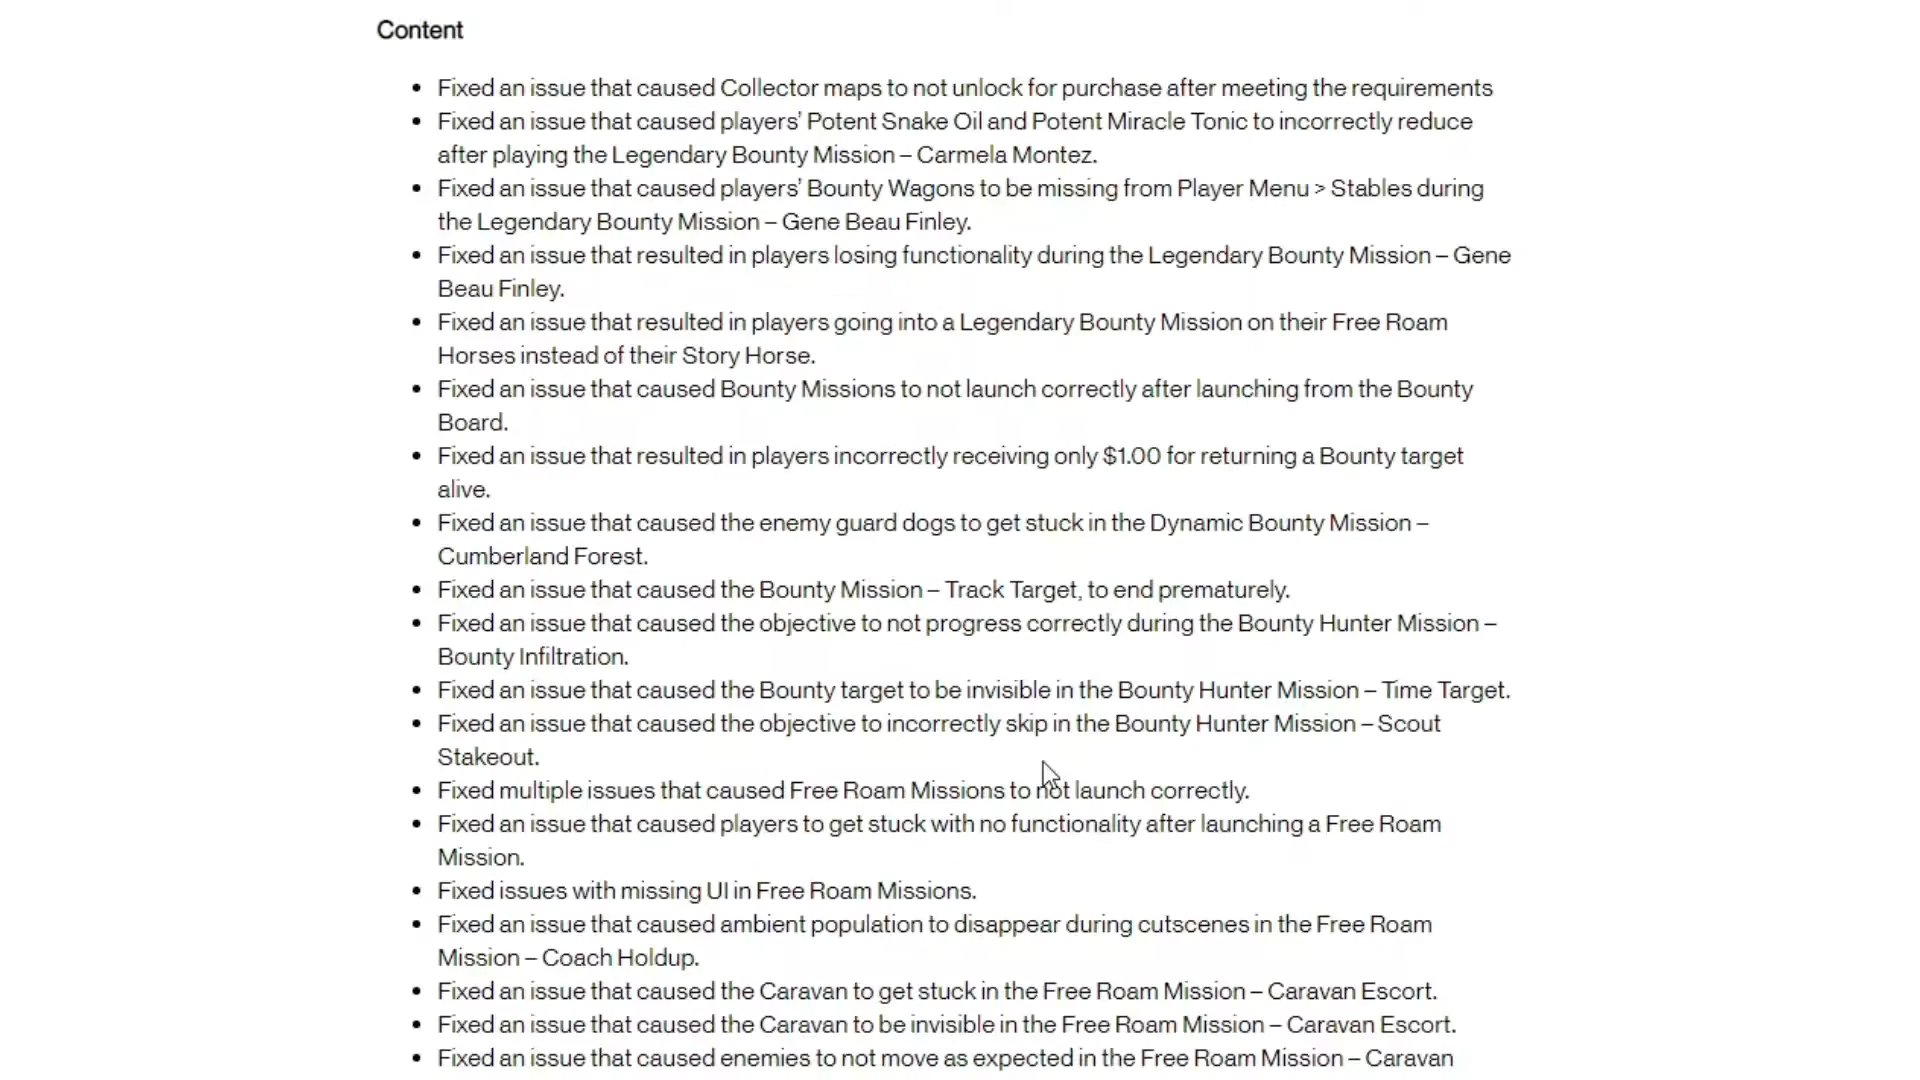 Content
• Fixed an issue that caused Collector maps to not unlock for purchase after meeting the requirements
• Fixed an issue that caused players’ Potent Snake Oil and Potent Miracle Tonic to incorrectly reduce
after playing the Legendary Bounty Mission – Carmela Montez.
• Fixed an issue that caused players’ Bounty Wagons to be missing from Player Menu > Stables during
the Legendary Bounty Mission – Gene Beau Finley.
• Fixed an issue that resulted in players losing functionality during the Legendary Bounty Mission – Gene
Beau Finley.
• Fixed an issue that resulted in players going into a Legendary Bounty Mission on their Free Roam
Horses instead of their Story Horse.
• Fixed an issue that caused Bounty Missions to not launch correctly after launching from the Bounty
Board.
• Fixed an issue that resulted in players incorrectly receiving only $1.00 for returning a Bounty target
alive.
• Fixed an issue that caused the enemy guard dogs to get stuck in the Dynamic Bounty Mission –
Cumberland Forest.
• Fixed an issue that caused the Bounty Mission – Track Target, to end prematurely.
• Fixed an issue that caused the objective to not progress correctly during the Bounty Hunter Mission –
Bounty Infiltration.
• Fixed an issue that caused the Bounty target to be invisible in the Bounty Hunter Mission – Time Target.
• Fixed an issue that caused the objective to incorrectly skip in the Bounty Hunter Mission – Scout
Stakeout.
• Fixed multiple issues that caused Free Roam Missions to not launch correctly.
• Fixed an issue that caused players to get stuck with no functionality after launching a Free Roam
Mission.
• Fixed issues with missing UI in Free Roam Missions.
• Fixed an issue that caused ambient population to disappear during cutscenes in the Free Roam
Mission – Coach Holdup.
• Fixed an issue that caused the Caravan to get stuck in the Free Roam Mission – Caravan Escort.
• Fixed an issue that caused the Caravan to be invisible in the Free Roam Mission – Caravan Escort.
• Fixed an issue that caused enemies to not move as expected in the Free Roam Mission – Caravan